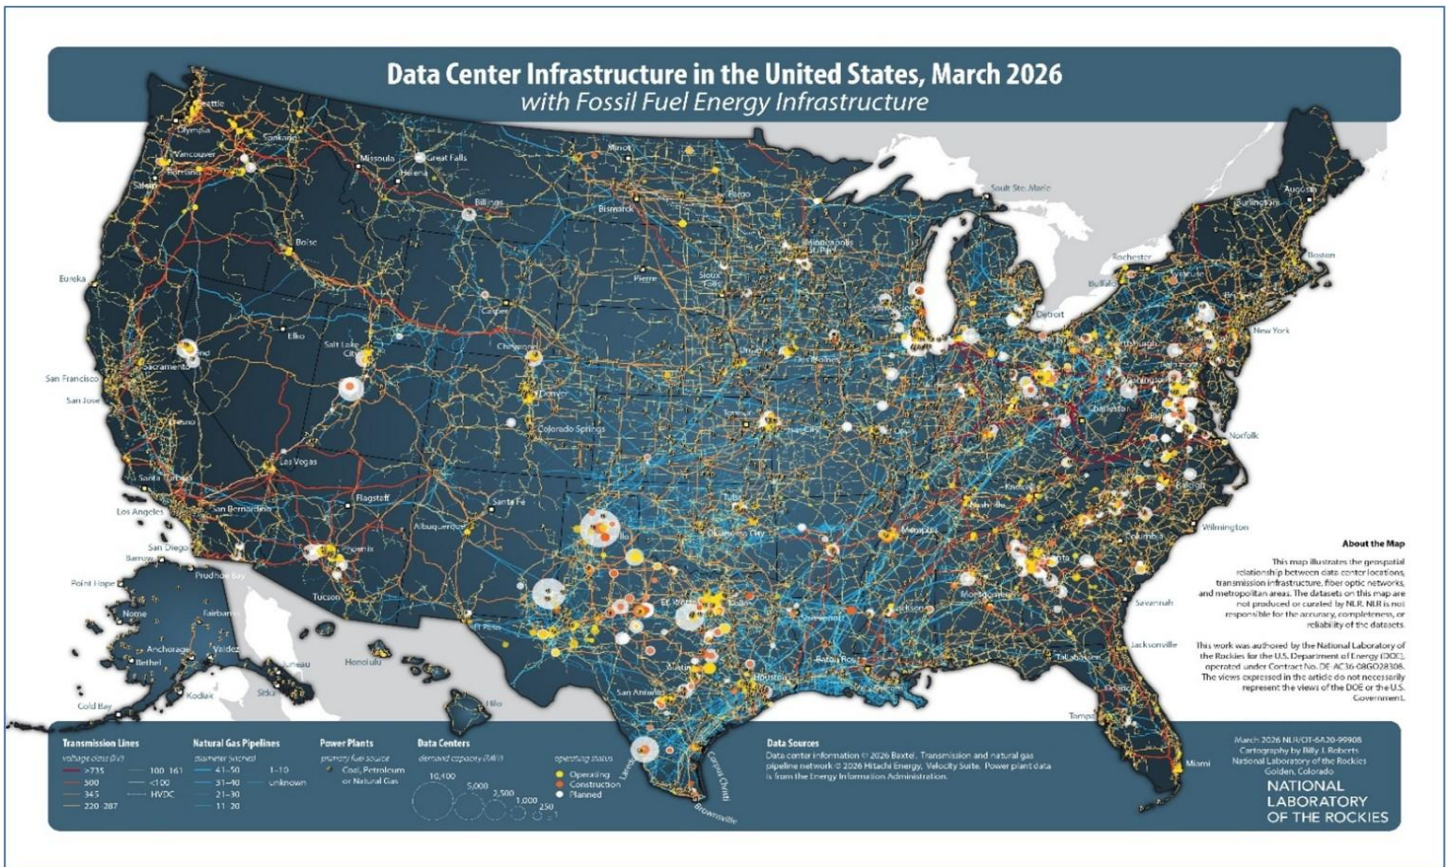 Data Center Infrastructure in the United States, March 2026
with Fossil Fuel Energy Infrastructure
Seattle
Olympia
Spokane
Vancouver
Portland
Salem
Missoula
Great Falls
Helena
Billings
Minot
Fargo
Bismarck
Sault Ste. Marie
Augusta
Burlington
Boise
Pierre
Sioux Falls
Rochester
Syracuse
Boston
Buffalo
Eureka
Casper
Detroit
New York
Elko
Salt Lake City
Cheyenne
Des Moines
Sacramento
San Francisco
San Jose
Denver
Washington
Fresno
Colorado Springs
Charleston
Norfolk
Las Vegas
Santa Barbara
Flagstaff
Santa Fe
Tulsa
Nashville
Raleigh
Los Angeles
San Bernardino
Albuquerque
Oklahoma City
Memphis
Wilmington
San Diego
Phoenix
Columbia
Barrow
Prudhoe Bay
Point Hope
Tucson
Montgomery
Savannah
Nome
Fairbanks
El Paso
Jackson
Shreveport
Jacksonville
Anchorage
Valdez
Bethel
Juneau
Honolulu
Austin
Baton Rouge
Houston
Kodiak
Sitka
San Antonio
Orlando
Cold Bay
Hilo
Tampa
Laredo
Corpus Christi
Miami
Brownsville
About the Map
This map illustrates the geospatial
relationship between data center locations,
transmission infrastructure, fiber optic networks,
and metropolitan areas. The datasets on this map are
not produced or curated by NLR. NLR is not
responsible for the accuracy, completeness, or
reliability of the datasets.
This work was authored by the National Laboratory of
the Rockies for the U.S. Department of Energy (DOE),
operated under Contract No. DE-AC36-08GO28308.
The views expressed in the article do not necessarily
represent the views of the DOE or the U.S.
Government.
Transmission Lines
voltage class (kV)
>735
500
345
220-287
100-161
<100
HVDC
Natural Gas Pipelines
diameter (inches)
41-50
31-40
21-30
11-20
1-10
unknown
Power Plants
primary fuel source
Coal, Petroleum
or Natural Gas
Data Centers
demand capacity (MW)
10,400
5,000
2,500
1,000
250
1
operating status
Operating
Construction
Planned
Data Sources
Data center information © 2026 Baxtel. Transmission and natural gas
pipeline network © 2026 Hitachi Energy, Velocity Suite. Power plant data
is from the Energy Information Administration.
March 2026 NLR/OT-6A20-99908
Cartography by Billy J. Roberts
National Laboratory of the Rockies
Golden, Colorado
NATIONAL
LABORATORY
OF THE ROCKIES